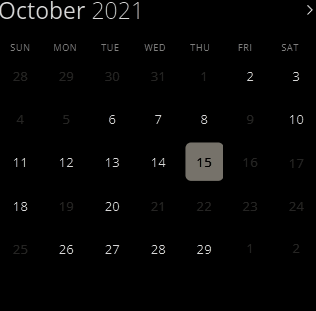 October 2021 >
SUN MON TUE WED THU FRI SAT
28 29 30 31 1 2 3
4 5 6 7 8 9 10
11 12 13 14 15 16 17
18 19 20 21 22 23 24
25 26 27 28 29 1 2